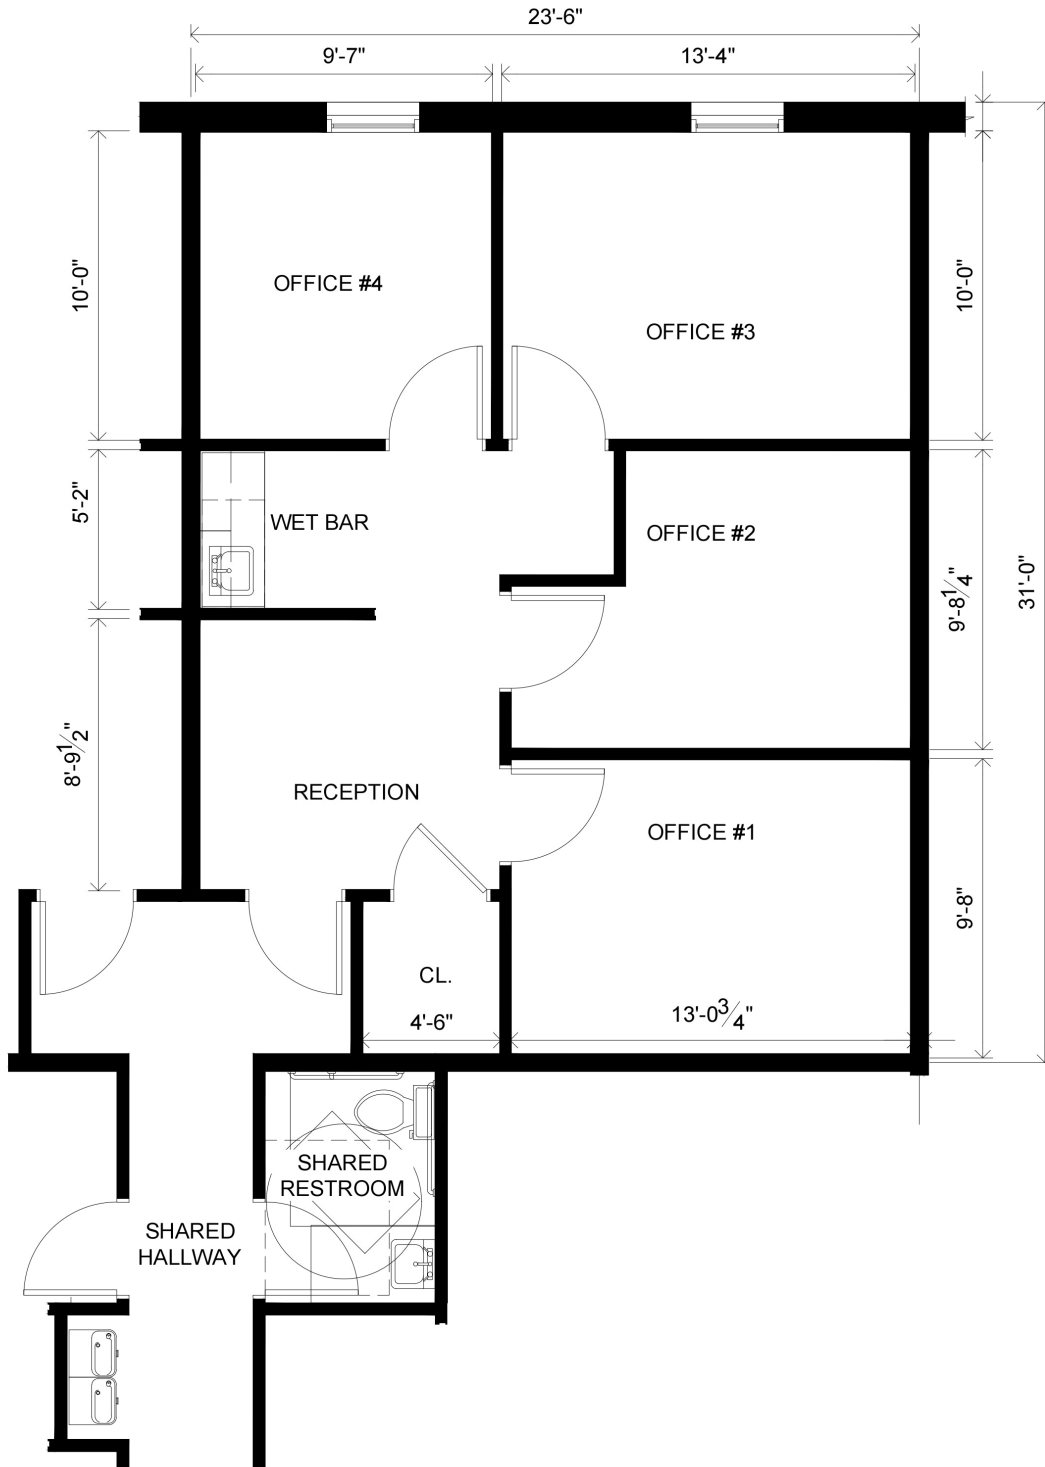 23'-6"
9'-7"
13'-4"
10'-0"
OFFICE #4
OFFICE #3
10'-0"
5'-2"
WET BAR
OFFICE #2
9'-8 1/4"
31'-0"
8'-9 1/2"
RECEPTION
OFFICE #1
9'-8"
CL.
4'-6"
13'-0 3/4"
SHARED
RESTROOM
SHARED
HALLWAY